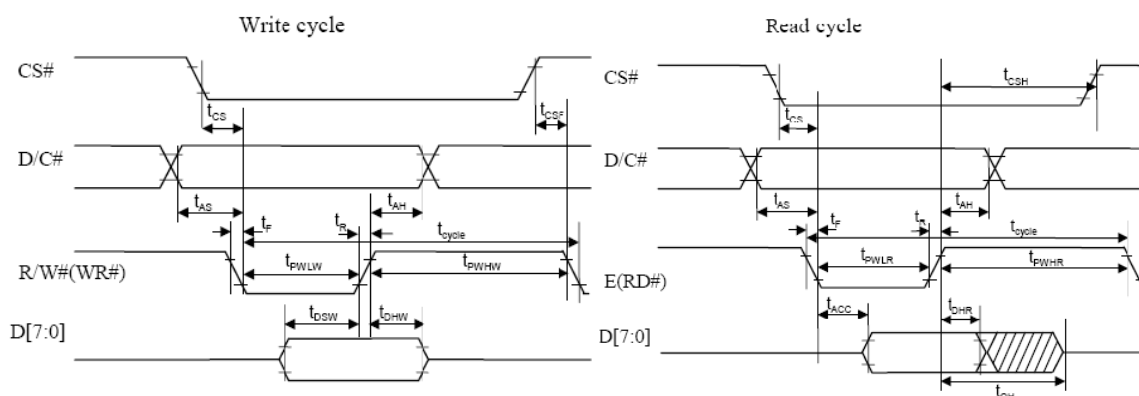 Write cycle
CS#
tCS
tCSF
D/C#
tAS
tF
tR
tAH
tcycle
R/W#(WR#)
tPWLW
tPWHW
tDSW
tDHW
D[7:0]
Read cycle
CS#
tCSH
tCS
D/C#
tAS
tF
tR
tAH
tcycle
E(RD#)
tPWLR
tPWHR
tACC
tDHR
D[7:0]